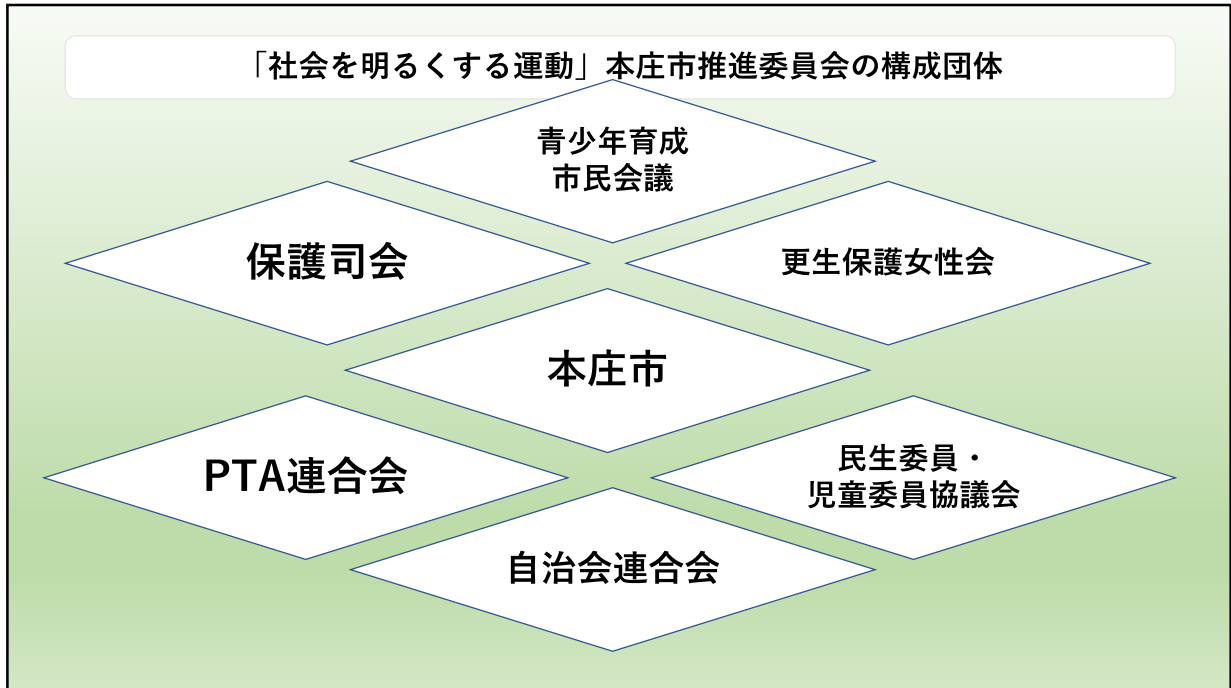 「社会を明るくする運動」本庄市推進委員会の構成団体
青少年育成
市民会議
保護司会
更生保護女性会
本庄市
PTA連合会
民生委員・
児童委員協議会
自治会連合会